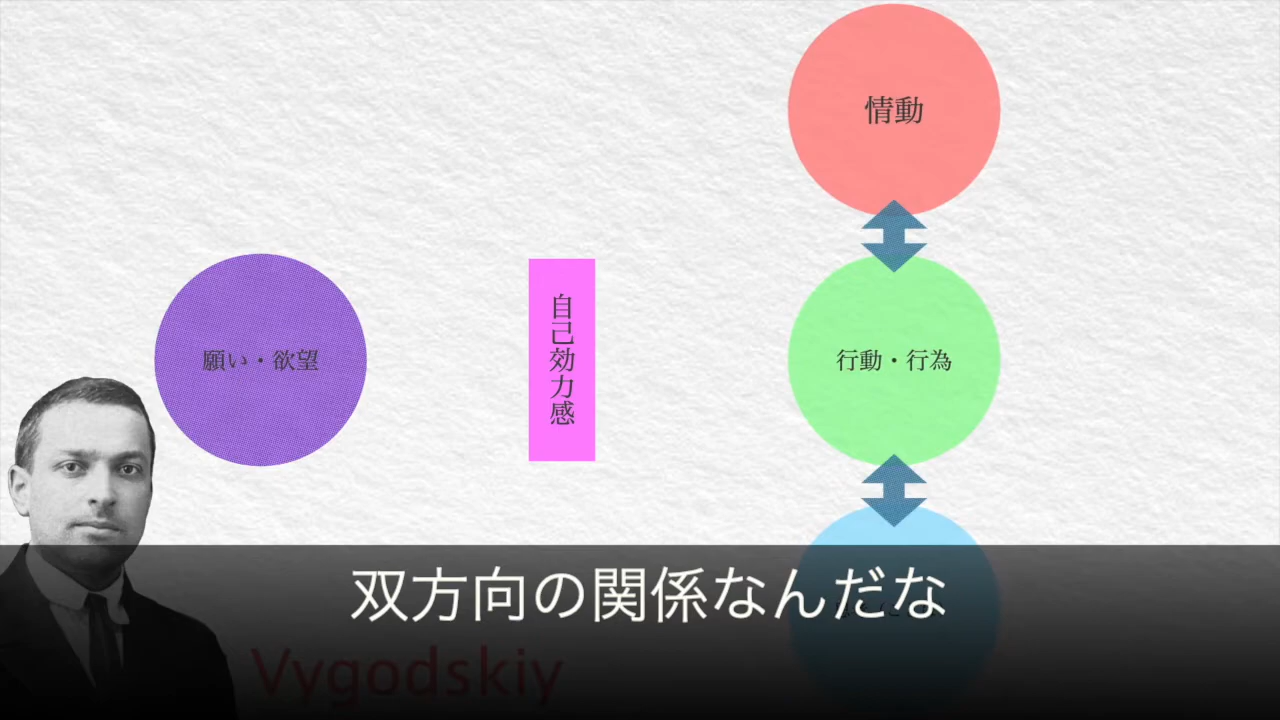 情動
願い・欲望
自己効力感
行動・行為
双方向の関係なんだな
Vygodskiy